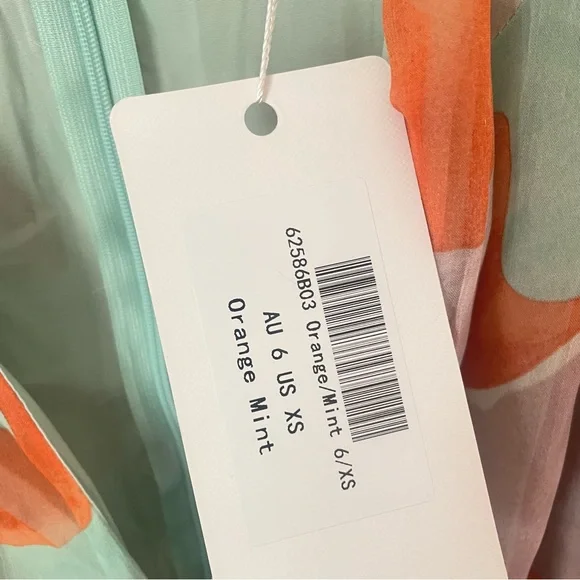 62586B03 Orange/Mint 6/XS
AU 6 US XS
Orange Mint